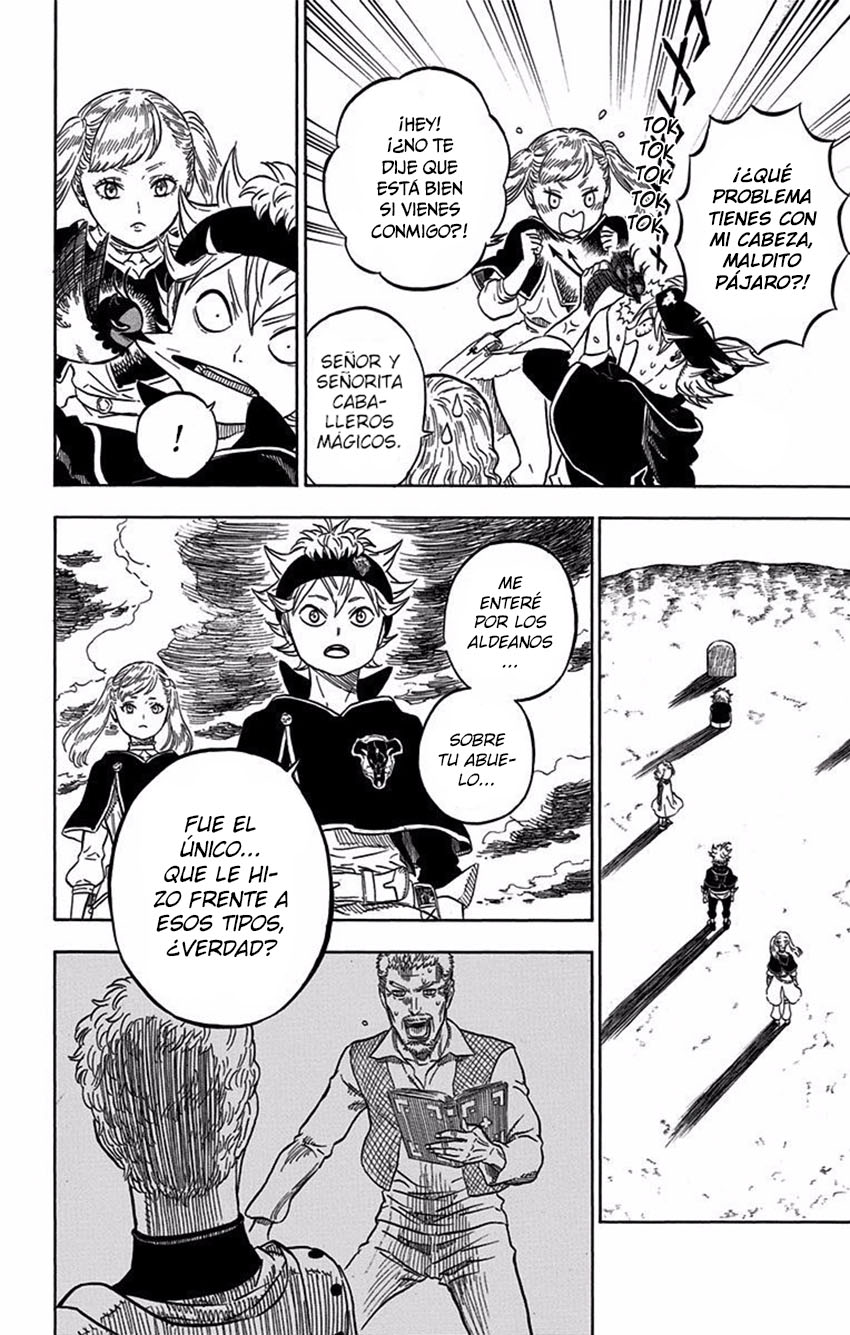 ¡¿QUÉ
PROBLEMA
TIENES CON
MI CABEZA,
MALDITO
PÁJARO?!
TOK
TOK
TOK
TOK
TOK
¡HEY!
¡¿NO TE
DIJE QUE
ESTÁ BIEN
SI VIENES
CONMIGO?!
SEÑOR Y
SEÑORITA
CABA-
LLEROS
MÁGICOS.
!
ME
ENTERÉ
POR LOS
ALDEANOS
...
SOBRE
TU ABUE-
LO...
FUE EL
ÚNICO...
QUE LE HI-
ZO FRENTE A
ESOS TIPOS,
¿VERDAD?